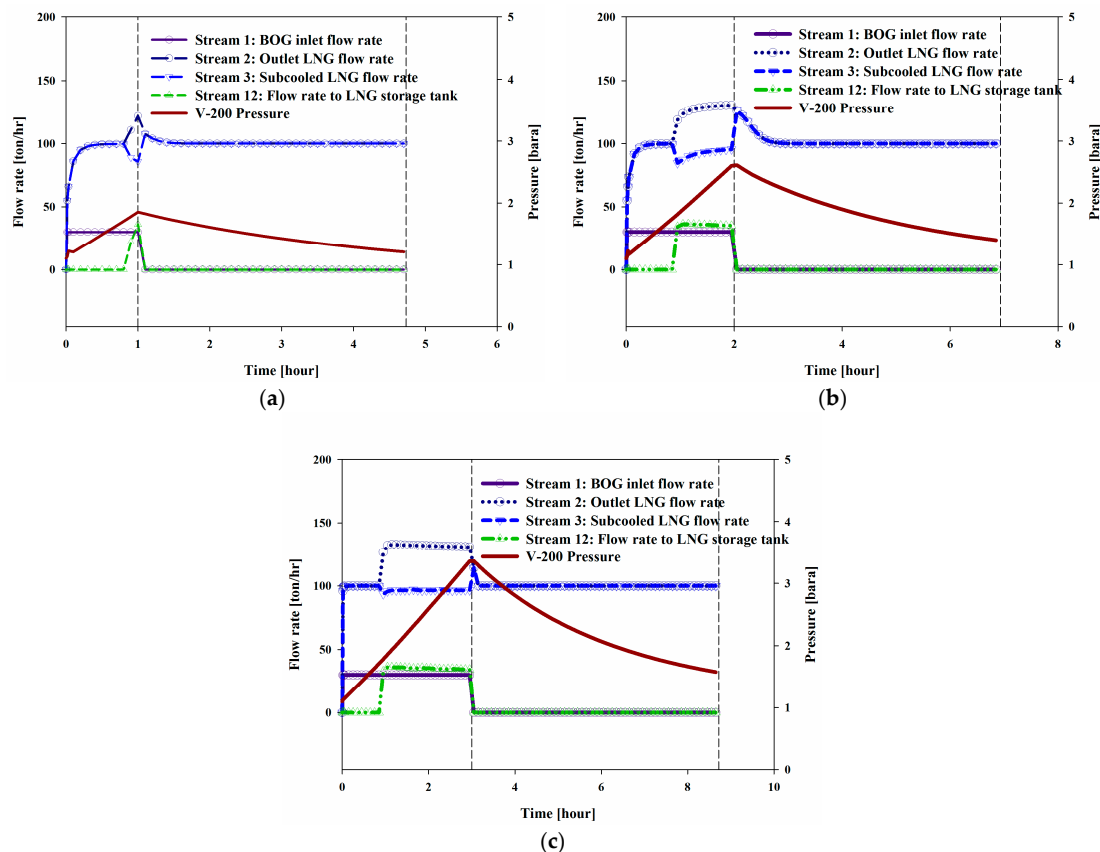 200
5
Stream 1: BOG inlet flow rate
Stream 2: Outlet LNG flow rate
Stream 3: Subcooled LNG flow rate
Stream 12: Flow rate to LNG storage tank
V-200 Pressure
150
4
100
3
50
2
0
1
0
Flow rate [ton/hr]
Pressure [bara]
0 1 2 3 4 5 6
Time [hour]
(a)
200
5
Stream 1: BOG inlet flow rate
Stream 2: Outlet LNG flow rate
Stream 3: Subcooled LNG flow rate
Stream 12: Flow rate to LNG storage tank
V-200 Pressure
150
4
100
3
50
2
0
1
0
Flow rate [ton/hr]
Pressure [bara]
0 2 4 6 8
Time [hour]
(b)
200
5
Stream 1: BOG inlet flow rate
Stream 2: Outlet LNG flow rate
Stream 3: Subcooled LNG flow rate
Stream 12: Flow rate to LNG storage tank
V-200 Pressure
150
4
100
3
50
2
0
1
0
Flow rate [ton/hr]
Pressure [bara]
0 2 4 6 8 10
Time [hour]
(c)